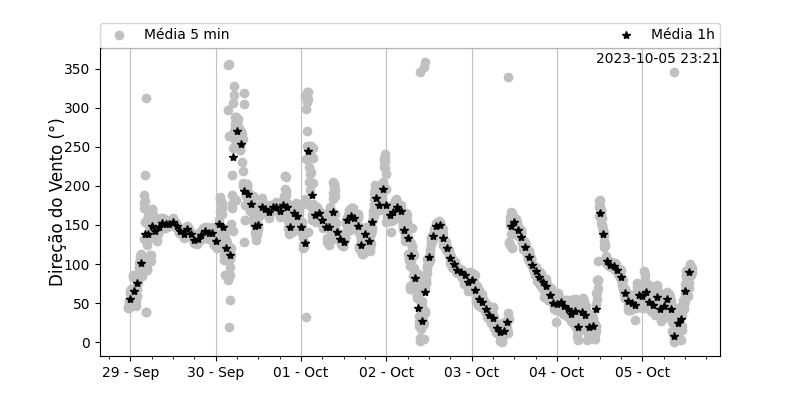 Média 5 min
Média 1h
2023-10-05 23:21
Direção do Vento (°)
350
300
250
200
150
100
50
0
29 - Sep
30 - Sep
01 - Oct
02 - Oct
03 - Oct
04 - Oct
05 - Oct